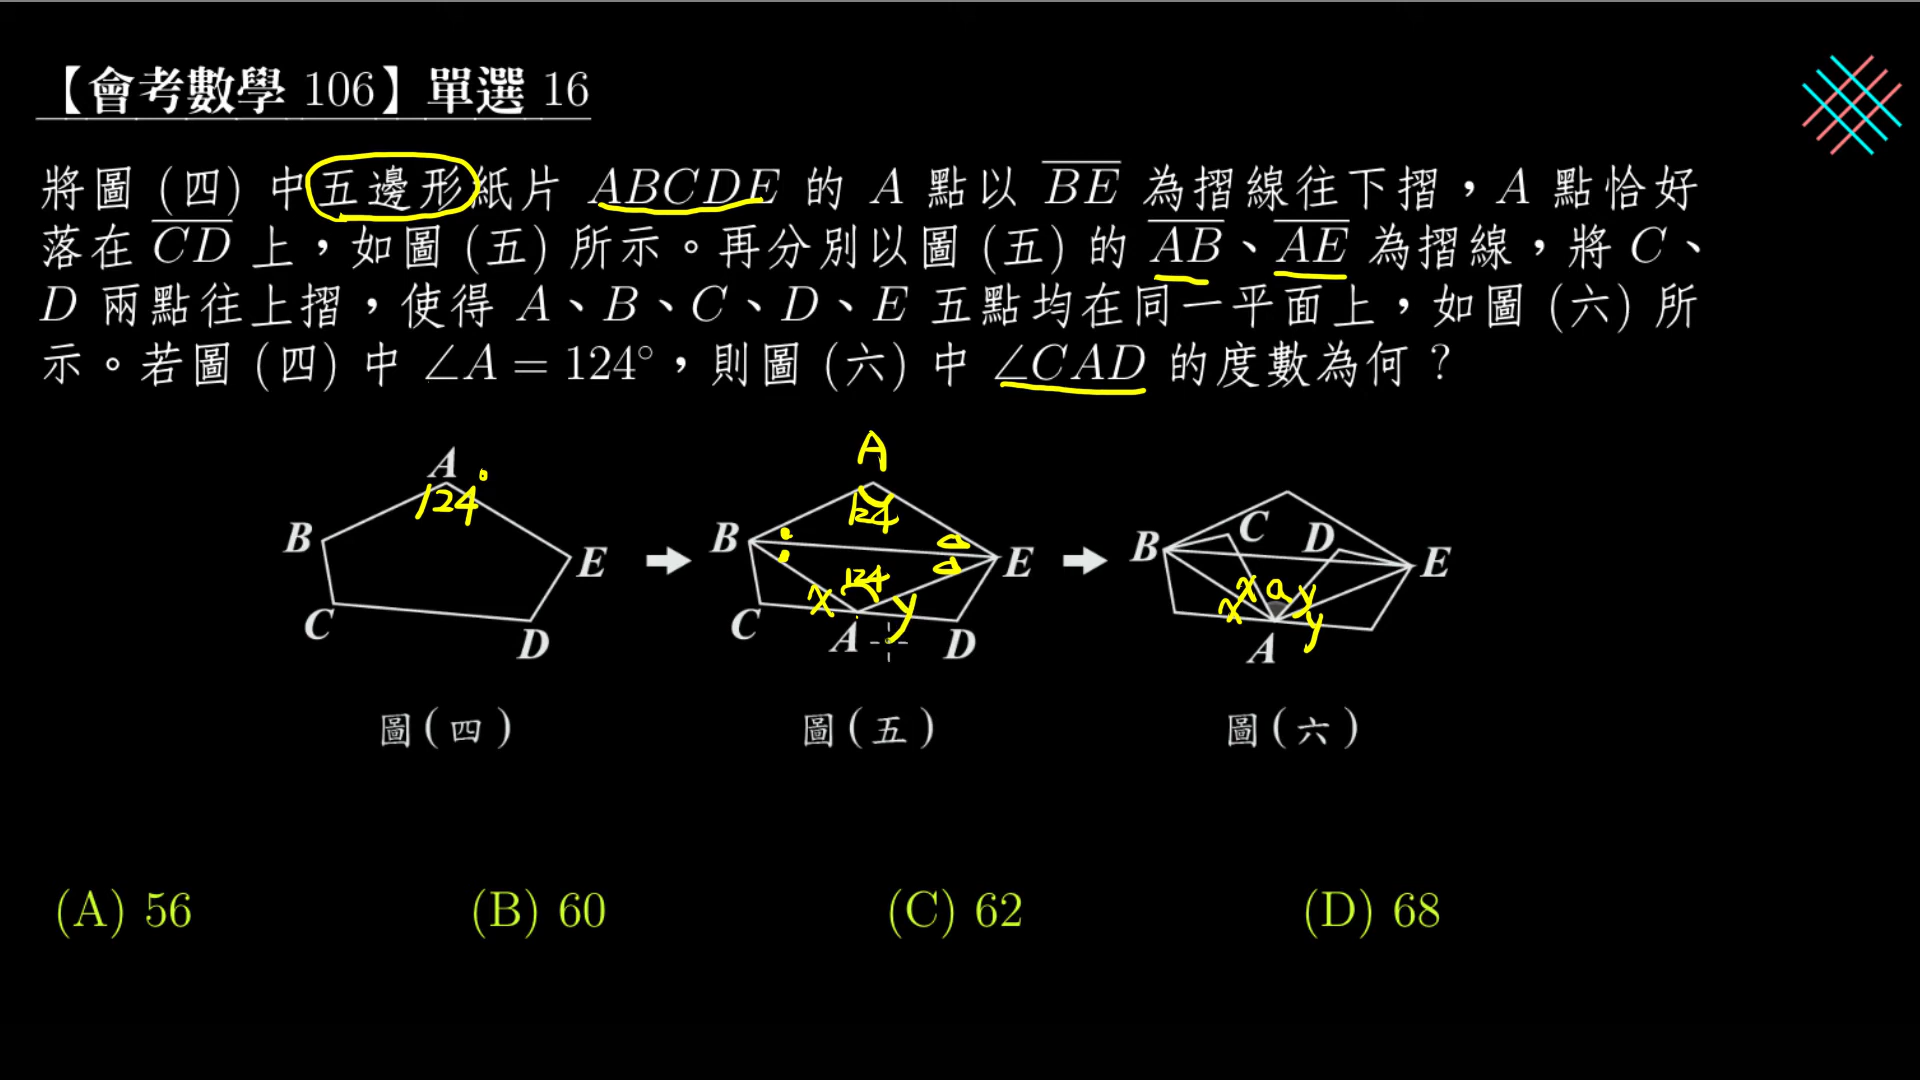 【會考數學 106】單選 16
將圖 (四) 中五邊形紙片 ABCDE 的 A 點以 BE 為摺線往下摺，A 點恰好
落在 CD 上，如圖 (五) 所示。再分別以圖 (五) 的 AB、AE 為摺線，將 C、
D 兩點往上摺，使得 A、B、C、D、E 五點均在同一平面上，如圖 (六) 所
示。若圖 (四) 中 ∠A = 124°，則圖 (六) 中 ∠CAD 的度數為何？
A
124°
B
E
C
D
圖(四)
A
124
B
E
124
x
y
C
A
D
圖(五)
C
D
B
E
x
x
a
y
y
A
圖(六)
(A) 56
(B) 60
(C) 62
(D) 68